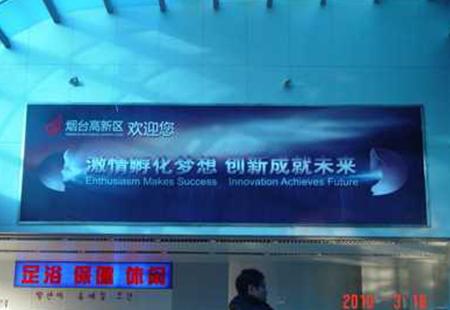 烟台高新区 欢迎您
激情孵化梦想 创新成就未来
Enthusiasm Makes Success Innovation Achieves Future
足浴 保健 休闲
2010 3 18